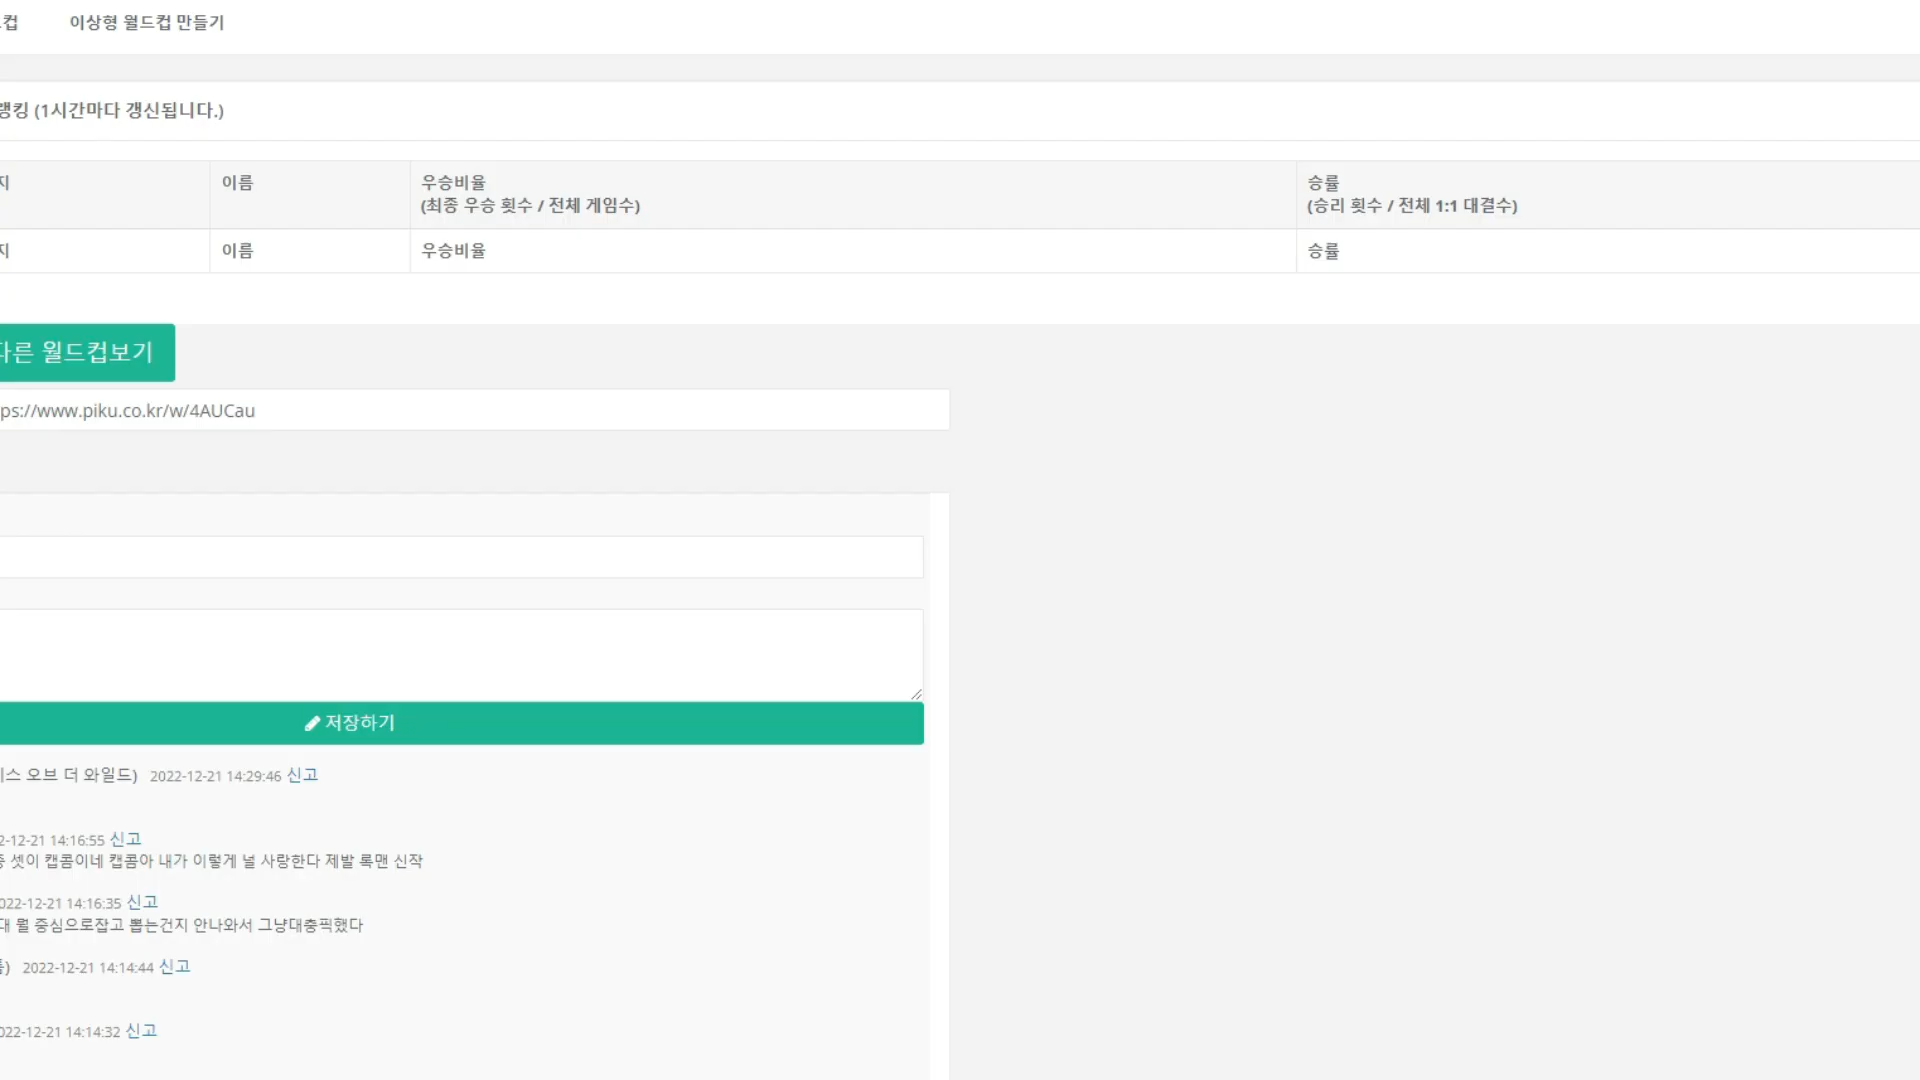 컵 이상형 월드컵 만들기
랭킹 (1시간마다 갱신됩니다.)
지 이름 우승비율 승률
(최종 우승 횟수 / 전체 게임수) (승리 횟수 / 전체 1:1 대결수)
지 이름 우승비율 승률
다른 월드컵보기
ps://www.piku.co.kr/w/4AUCau
저장하기
스 오브 더 와일드) 2022-12-21 14:29:46 신고
2-12-21 14:16:55 신고
셋이 캡콤이네 캡콤아 내가 이렇게 널 사랑한다 제발 록맨 신작
022-12-21 14:16:35 신고
대 뭘 중심으로잡고 뽑는건지 안나와서 그냥대충픽했다
) 2022-12-21 14:14:44 신고
022-12-21 14:14:32 신고